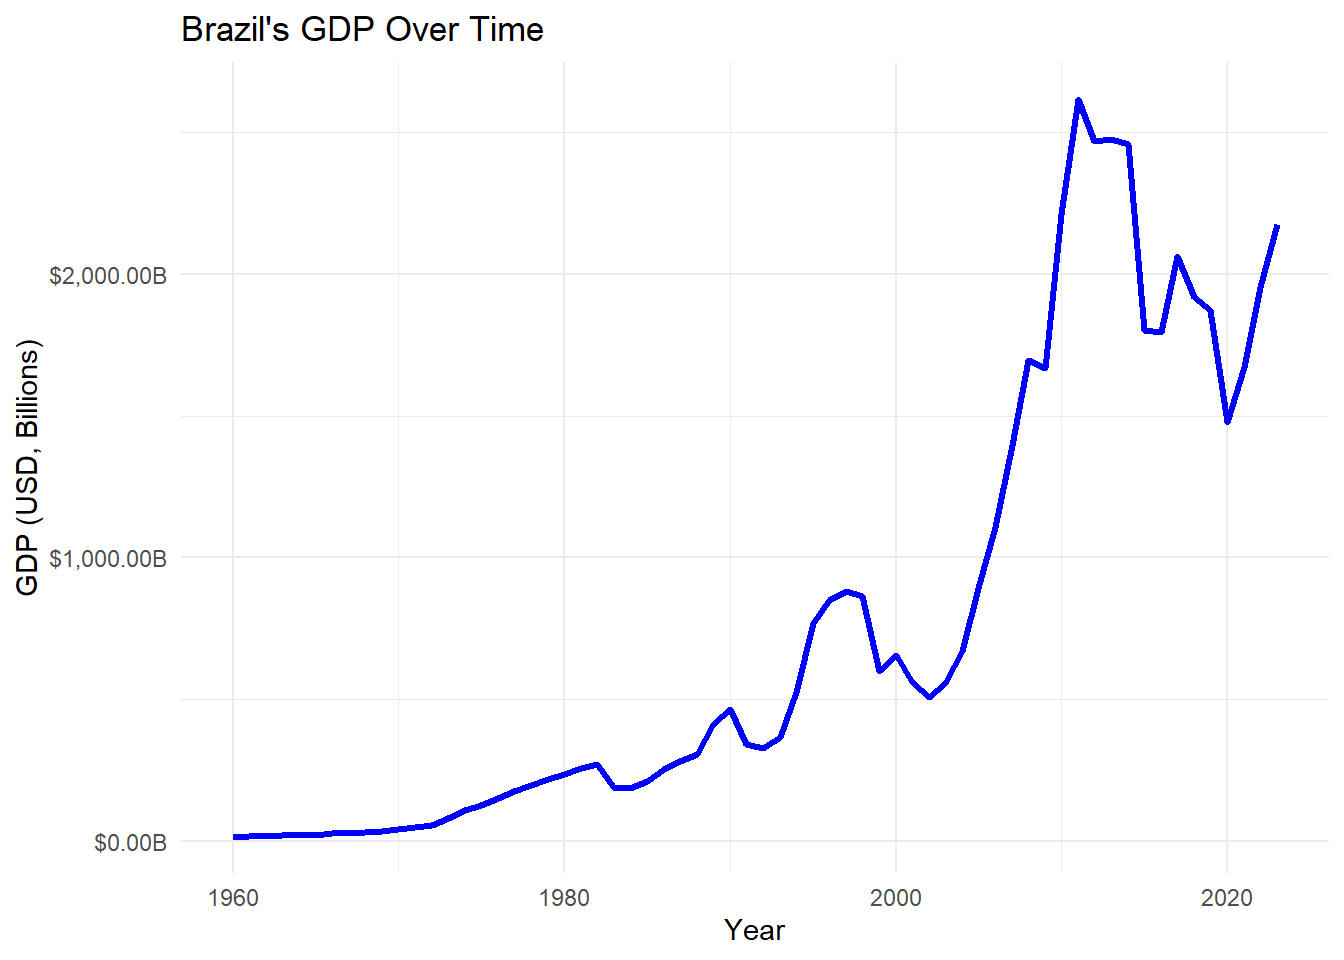 Brazil's GDP Over Time
GDP (USD, Billions)
$2,000.00B
$1,000.00B
$0.00B
1960
1980
2000
2020
Year